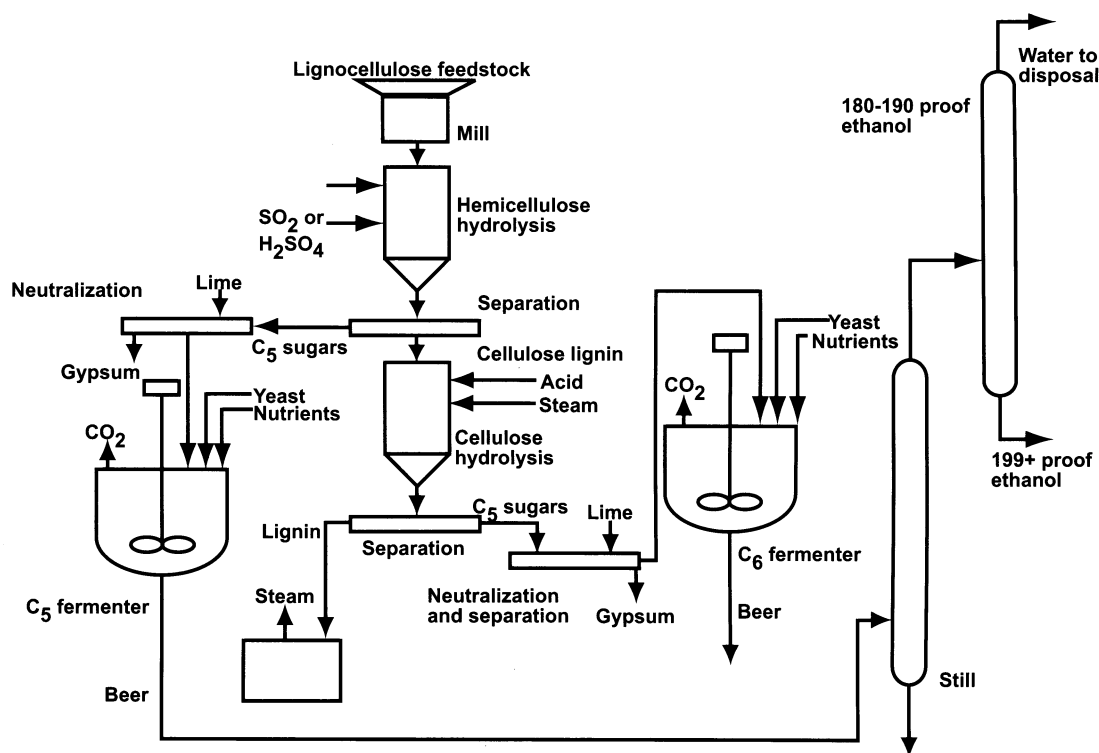 Lignocellulose feedstock
Mill
Hemicellulose
hydrolysis
SO2 or
H2SO4
Neutralization
Lime
Separation
C5 sugars
Gypsum
Cellulose lignin
Acid
Steam
Cellulose
hydrolysis
Yeast
Nutrients
CO2
C5 fermenter
Beer
Lignin
Separation
C5 sugars
Steam
Lime
Neutralization
and separation
Gypsum
CO2
Yeast
Nutrients
C6 fermenter
Beer
Still
180-190 proof
ethanol
Water to
disposal
199+ proof
ethanol